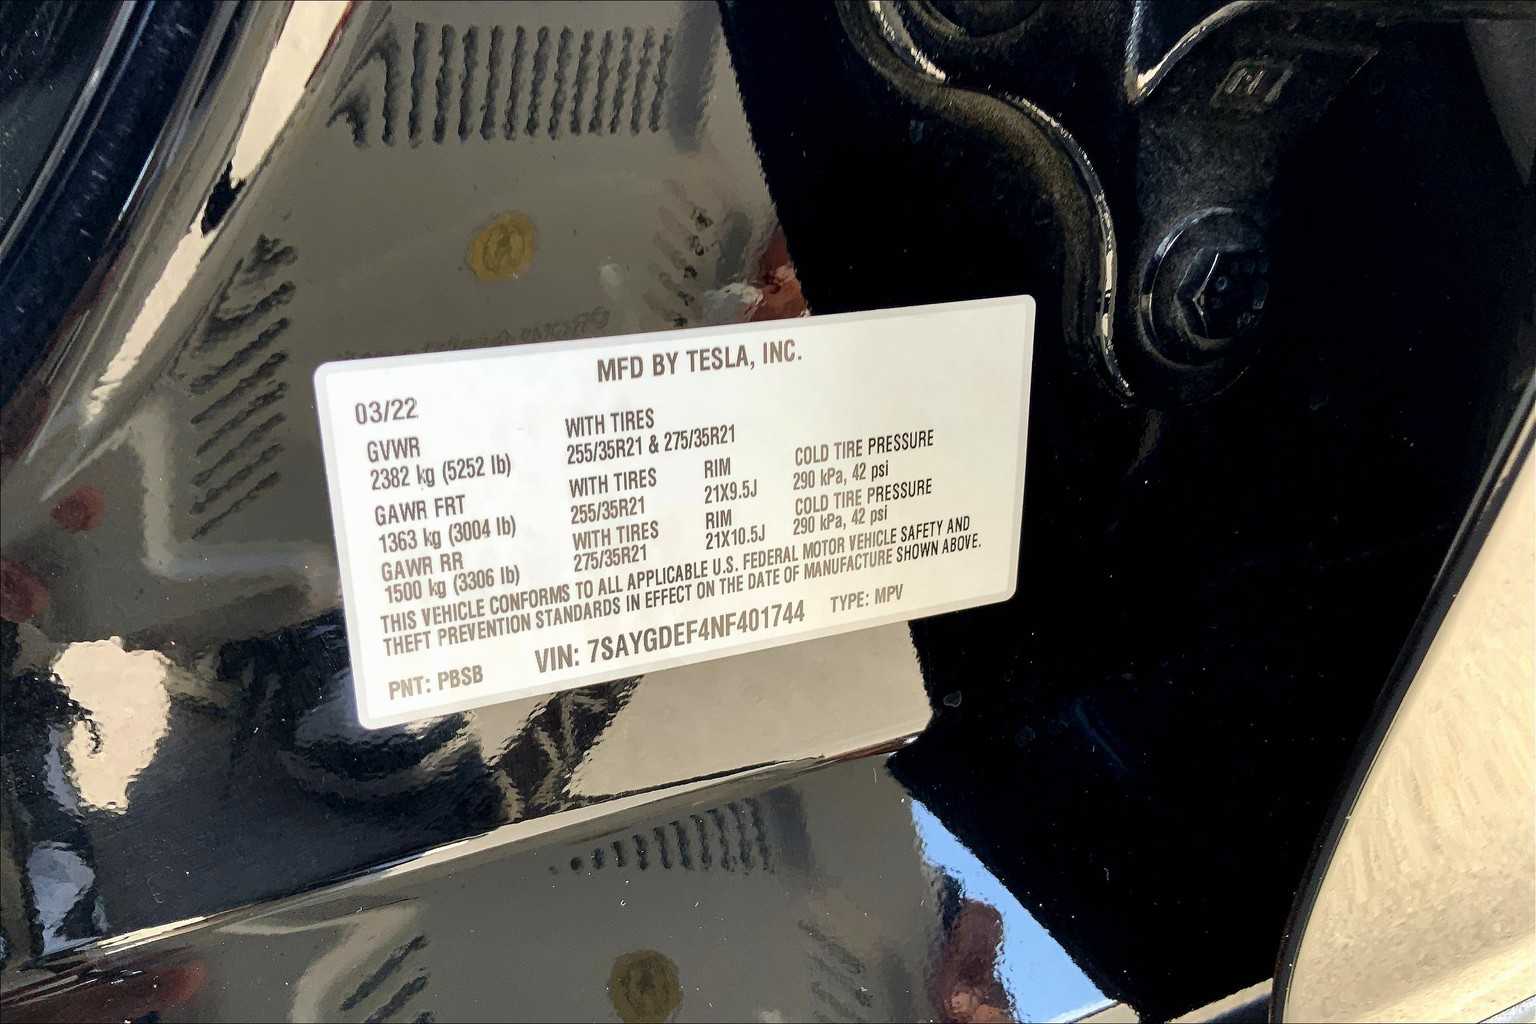 MFD BY TESLA, INC.
03/22
GVWR
2382 kg (5252 lb)
WITH TIRES
255/35R21 & 275/35R21
GAWR FRT
1363 kg (3004 lb)
WITH TIRES
255/35R21
RIM
21X9.5J
COLD TIRE PRESSURE
290 kPa, 42 psi
GAWR RR
1500 kg (3306 lb)
WITH TIRES
275/35R21
RIM
21X10.5J
COLD TIRE PRESSURE
290 kPa, 42 psi
THIS VEHICLE CONFORMS TO ALL APPLICABLE U.S. FEDERAL MOTOR VEHICLE SAFETY AND
THEFT PREVENTION STANDARDS IN EFFECT ON THE DATE OF MANUFACTURE SHOWN ABOVE.
PNT: PBSB
VIN: 7SAYGDEF4NF401744
TYPE: MPV